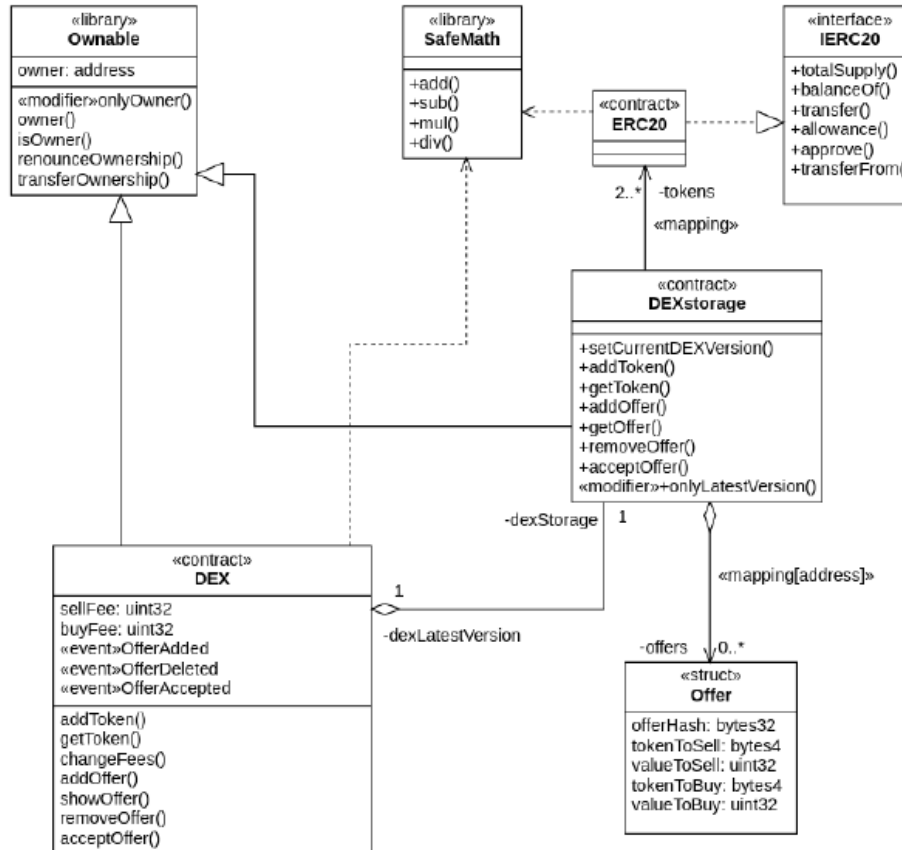 «library»
Ownable
owner: address
«modifier»onlyOwner()
owner()
isOwner()
renounceOwnership()
transferOwnership()
«library»
SafeMath
+add()
+sub()
+mul()
+div()
«contract»
ERC20
«interface»
IERC20
+totalSupply()
+balanceOf()
+transfer()
+allowance()
+approve()
+transferFrom(
2..* -tokens
«mapping»
«contract»
DEXstorage
+setCurrentDEXVersion()
+addToken()
+getToken()
+addOffer()
+getOffer()
+removeOffer()
+acceptOffer()
«modifier»+onlyLatestVersion()
-dexStorage 1
«mapping[address]»
«contract»
DEX
sellFee: uint32
buyFee: uint32
«event»OfferAdded
«event»OfferDeleted
«event»OfferAccepted
addToken()
getToken()
changeFees()
addOffer()
showOffer()
removeOffer()
acceptOffer()
1
-dexLatestVersion
-offers 0..*
«struct»
Offer
offerHash: bytes32
tokenToSell: bytes4
valueToSell: uint32
tokenToBuy: bytes4
valueToBuy: uint32